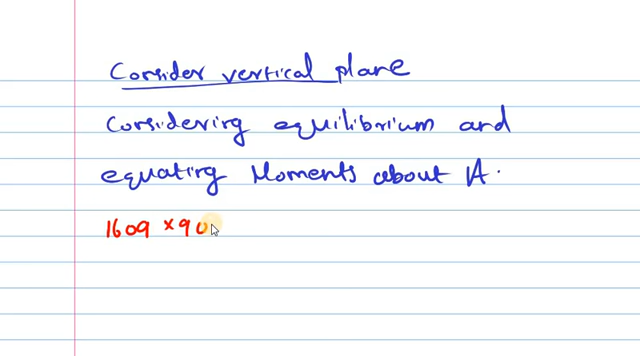 Consider vertical plane
Considering equilibrium and
equating Moments about A.
1609 × 90